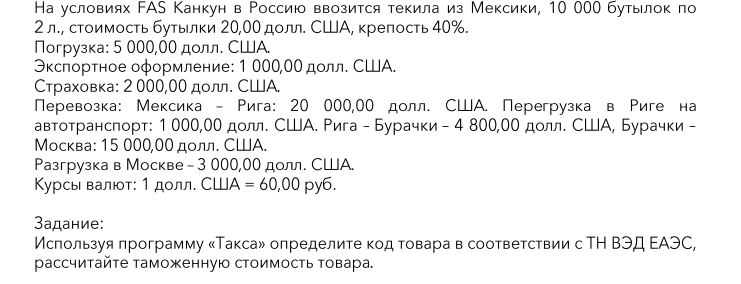 На условиях FAS Канкун в Россию ввозится текила из Мексики, 10 000 бутылок по
2 л., стоимость бутылки 20,00 долл. США, крепость 40%.
Погрузка: 5 000,00 долл. США.
Экспортное оформление: 1 000,00 долл. США.
Страховка: 2 000,00 долл. США.
Перевозка: Мексика – Рига: 20 000,00 долл. США. Перегрузка в Риге на
автотранспорт: 1 000,00 долл. США. Рига – Бурачки – 4 800,00 долл. США, Бурачки –
Москва: 15 000,00 долл. США.
Разгрузка в Москве – 3 000,00 долл. США.
Курсы валют: 1 долл. США = 60,00 руб.
Задание:
Используя программу «Такса» определите код товара в соответствии с ТН ВЭД ЕАЭС,
рассчитайте таможенную стоимость товара.